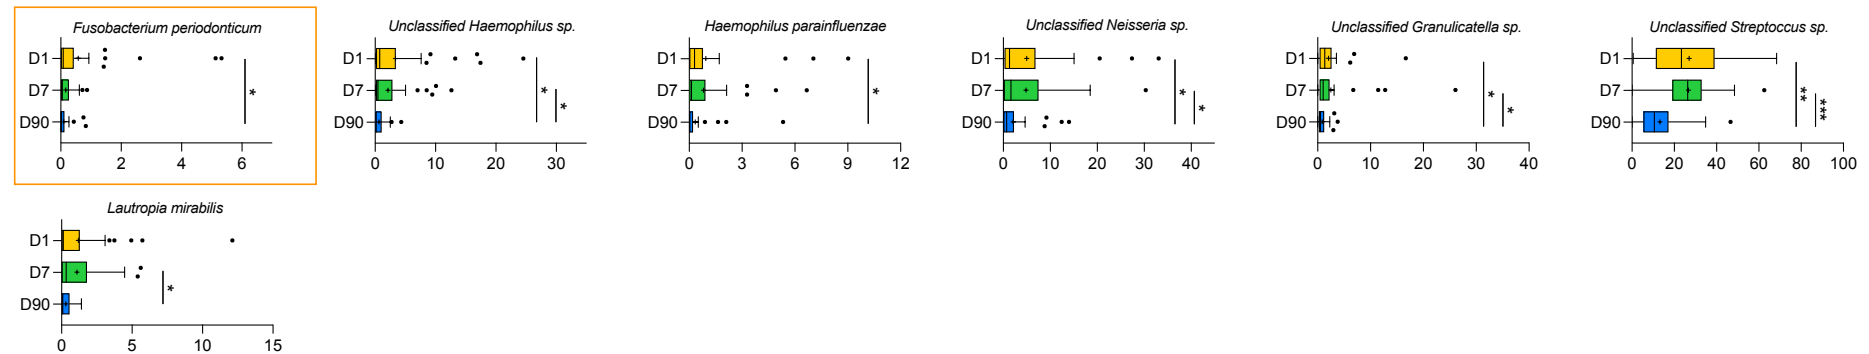 Fusobacterium periodonticum
D1
*
D7
D90
0 2 4 6
Unclassified Haemophilus sp.
D1
* *
D7
D90
0 10 20 30
Haemophilus parainfluenzae
D1
*
D7
D90
0 3 6 9 12
Unclassified Neisseria sp.
D1
* *
D7
D90
0 10 20 30 40
Unclassified Granulicatella sp.
D1
* *
D7
D90
0 10 20 30 40
Unclassified Streptoccus sp.
D1
** ***
D7
D90
0 20 40 60 80 100
Lautropia mirabilis
D1
D7
*
D90
0 5 10 15